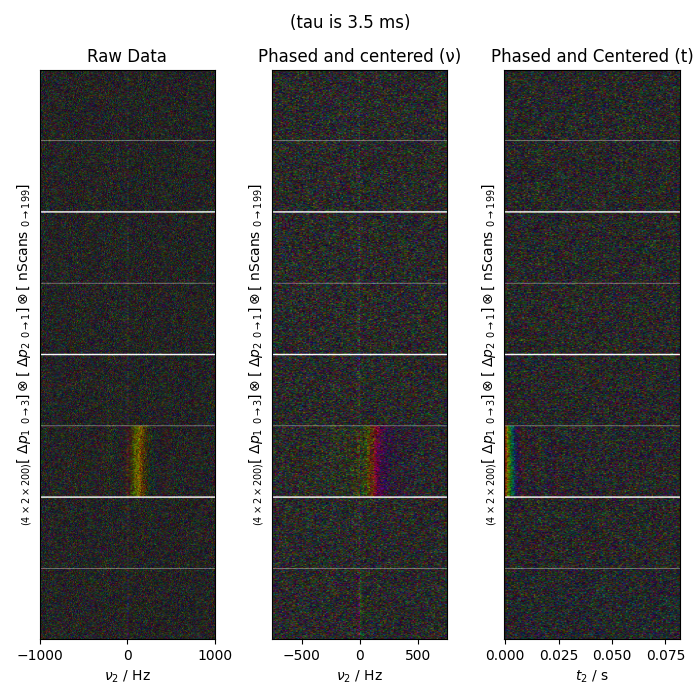 (tau is 3.5 ms)
Raw Data
Phased and centered (ν)
Phased and Centered (t)
(4 × 2 × 200)[ Δp1 0→3] ⊗ [ Δp2 0→1] ⊗ [ nScans 0→199]
(4 × 2 × 200)[ Δp1 0→3] ⊗ [ Δp2 0→1] ⊗ [ nScans 0→199]
(4 × 2 × 200)[ Δp1 0→3] ⊗ [ Δp2 0→1] ⊗ [ nScans 0→199]
−1000 0 1000
−500 0 500
0.000 0.025 0.050 0.075
ν2 / Hz
ν2 / Hz
t2 / s